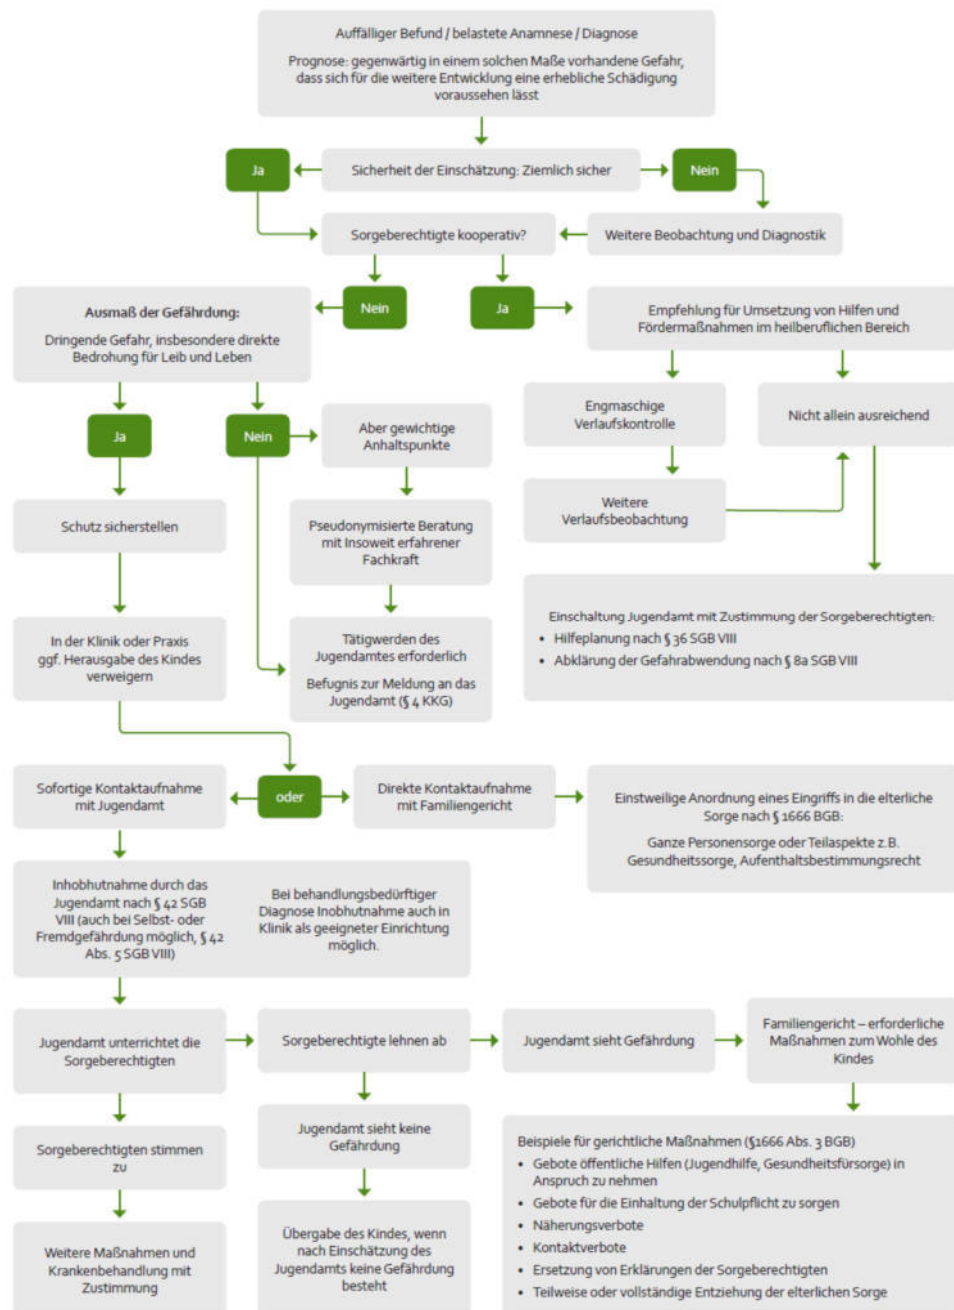 Auffälliger Befund / belastete Anamnese / Diagnose
Prognose: gegenwärtig in einem solchen Maße vorhandene Gefahr,
dass sich für die weitere Entwicklung eine erhebliche Schädigung
voraussehen lässt
Ja
Sicherheit der Einschätzung: Ziemlich sicher
Nein
Sorgeberechtigte kooperativ?
Weitere Beobachtung und Diagnostik
Ausmaß der Gefährdung:
Dringende Gefahr, insbesondere direkte
Bedrohung für Leib und Leben
Nein
Ja
Empfehlung für Umsetzung von Hilfen und
Fördermaßnahmen im heilberuflichen Bereich
Ja
Nein
Aber gewichtige
Anhaltspunkte
Engmaschige
Verlaufskontrolle
Nicht allein ausreichend
Schutz sicherstellen
Pseudonymisierte Beratung
mit Insoweit erfahrener
Fachkraft
Weitere
Verlaufsbeobachtung
In der Klinik oder Praxis
ggf. Herausgabe des Kindes
verweigern
Tätigwerden des
Jugendamtes erforderlich
Befugnis zur Meldung an das
Jugendamt (§ 4 KKG)
Einschaltung Jugendamt mit Zustimmung der Sorgeberechtigten:
• Hilfeplanung nach § 36 SGB VIII
• Abklärung der Gefahrabwendung nach § 8a SGB VIII
Sofortige Kontaktaufnahme
mit Jugendamt
oder
Direkte Kontaktaufnahme
mit Familiengericht
Einstweilige Anordnung eines Eingriffs in die elterliche
Sorge nach § 1666 BGB:
Ganze Personensorge oder Teilaspekte z.B.
Gesundheitssorge, Aufenthaltsbestimmungsrecht
Inhobhutnahme durch das
Jugendamt nach § 42 SGB
VIII (auch bei Selbst- oder
Fremdgefährdung möglich, § 42
Abs. 5 SGB VIII)
Bei behandlungsbedürftiger
Diagnose Inobhutnahme auch in
Klinik als geeigneter Einrichtung
möglich.
Jugendamt unterrichtet die
Sorgeberechtigten
Sorgeberechtigte lehnen ab
Jugendamt sieht Gefährdung
Familiengericht – erforderliche
Maßnahmen zum Wohle des
Kindes
Sorgeberechtigten stimmen
zu
Jugendamt sieht keine
Gefährdung
Beispiele für gerichtliche Maßnahmen (§1666 Abs. 3 BGB)
• Gebote öffentliche Hilfen (Jugendhilfe, Gesundheitsfürsorge) in
Anspruch zu nehmen
• Gebote für die Einhaltung der Schulpflicht zu sorgen
• Näherungsverbote
• Kontaktverbote
• Ersetzung von Erklärungen der Sorgeberechtigten
• Teilweise oder vollständige Entziehung der elterlichen Sorge
Weitere Maßnahmen und
Krankenbehandlung mit
Zustimmung
Übergabe des Kindes, wenn
nach Einschätzung des
Jugendamts keine Gefährdung
besteht